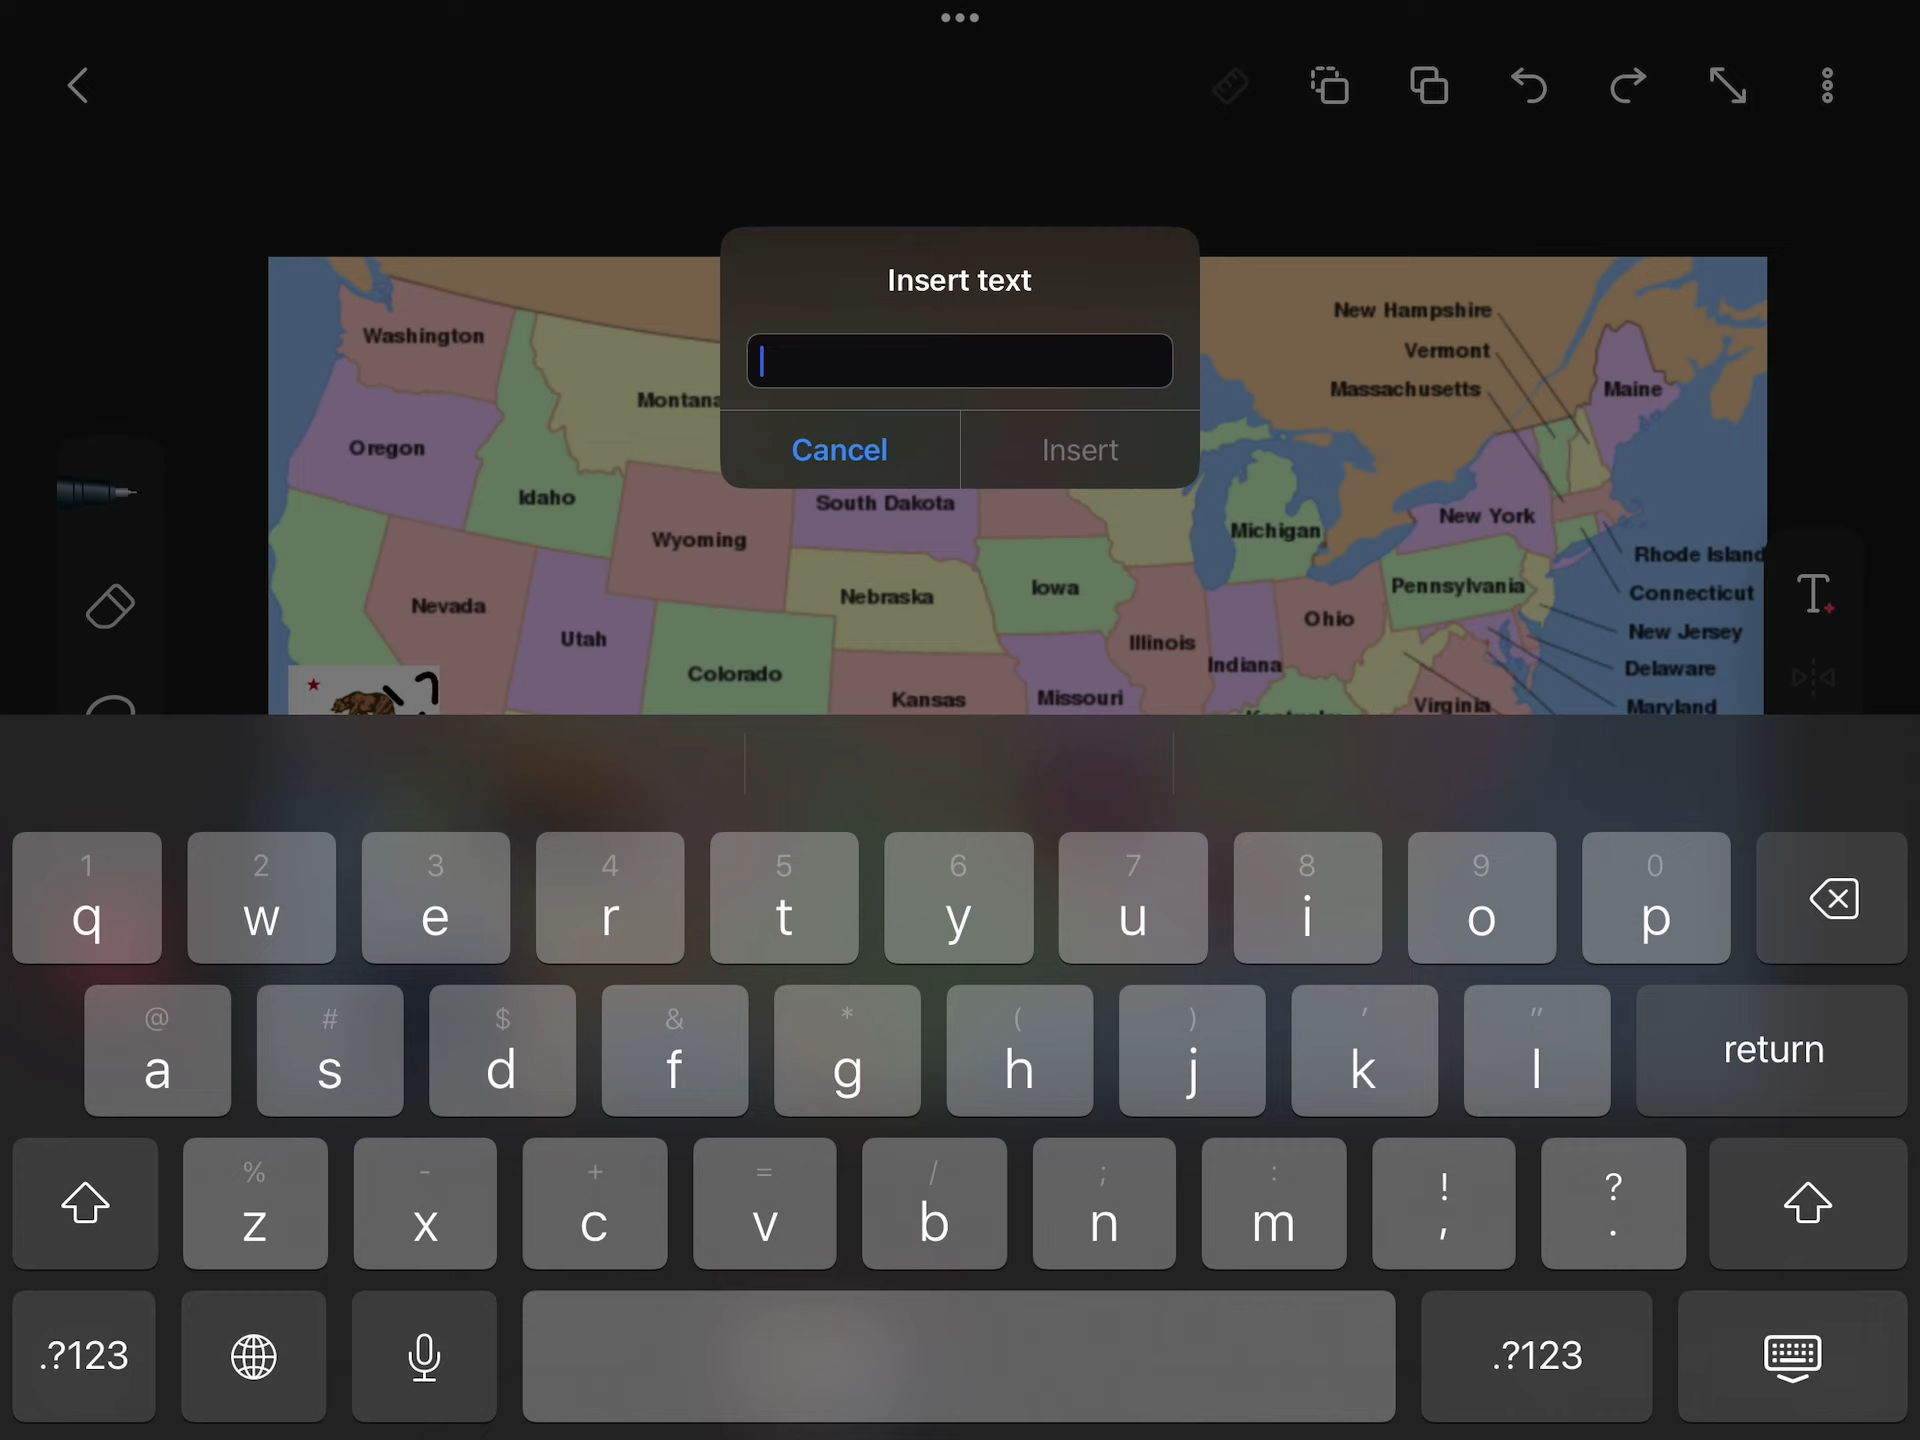 Insert text
Cancel
Insert
Washington
Montana
Oregon
Idaho
Wyoming
South Dakota
Nevada
Utah
Nebraska
Iowa
Colorado
Kansas
Missouri
Illinois
Indiana
Ohio
Michigan
New York
Pennsylvania
Virginia
New Hampshire
Vermont
Massachusetts
Maine
Rhode Island
Connecticut
New Jersey
Delaware
Maryland
T
1 2 3 4 5 6 7 8 9 0
q w e r t y u i o p
@ # $ & * ( ) ' "
a s d f g h j k l return
% - + = / ; : ! ?
z x c v b n m , .
.?123 .?123